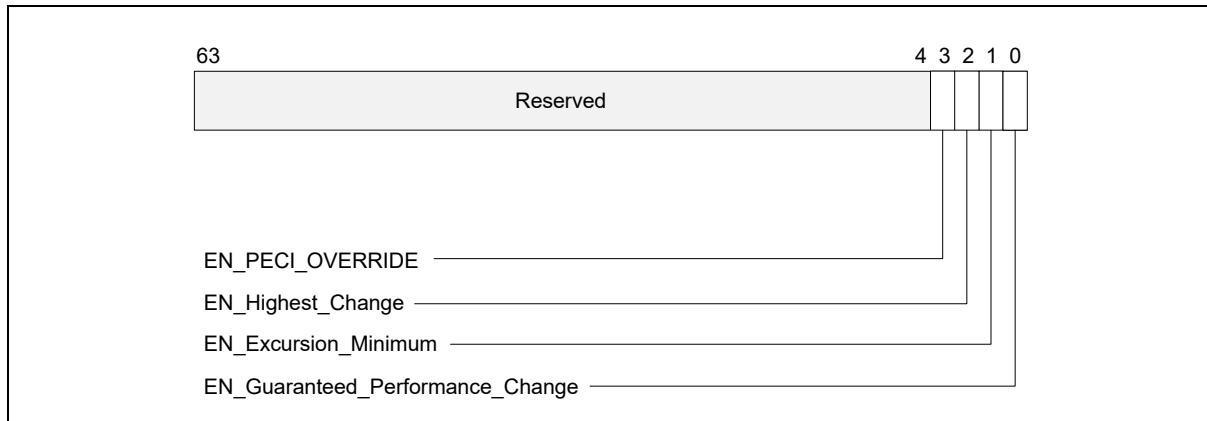 63 4 3 2 1 0
Reserved
EN_PECI_OVERRIDE
EN_Highest_Change
EN_Excursion_Minimum
EN_Guaranteed_Performance_Change